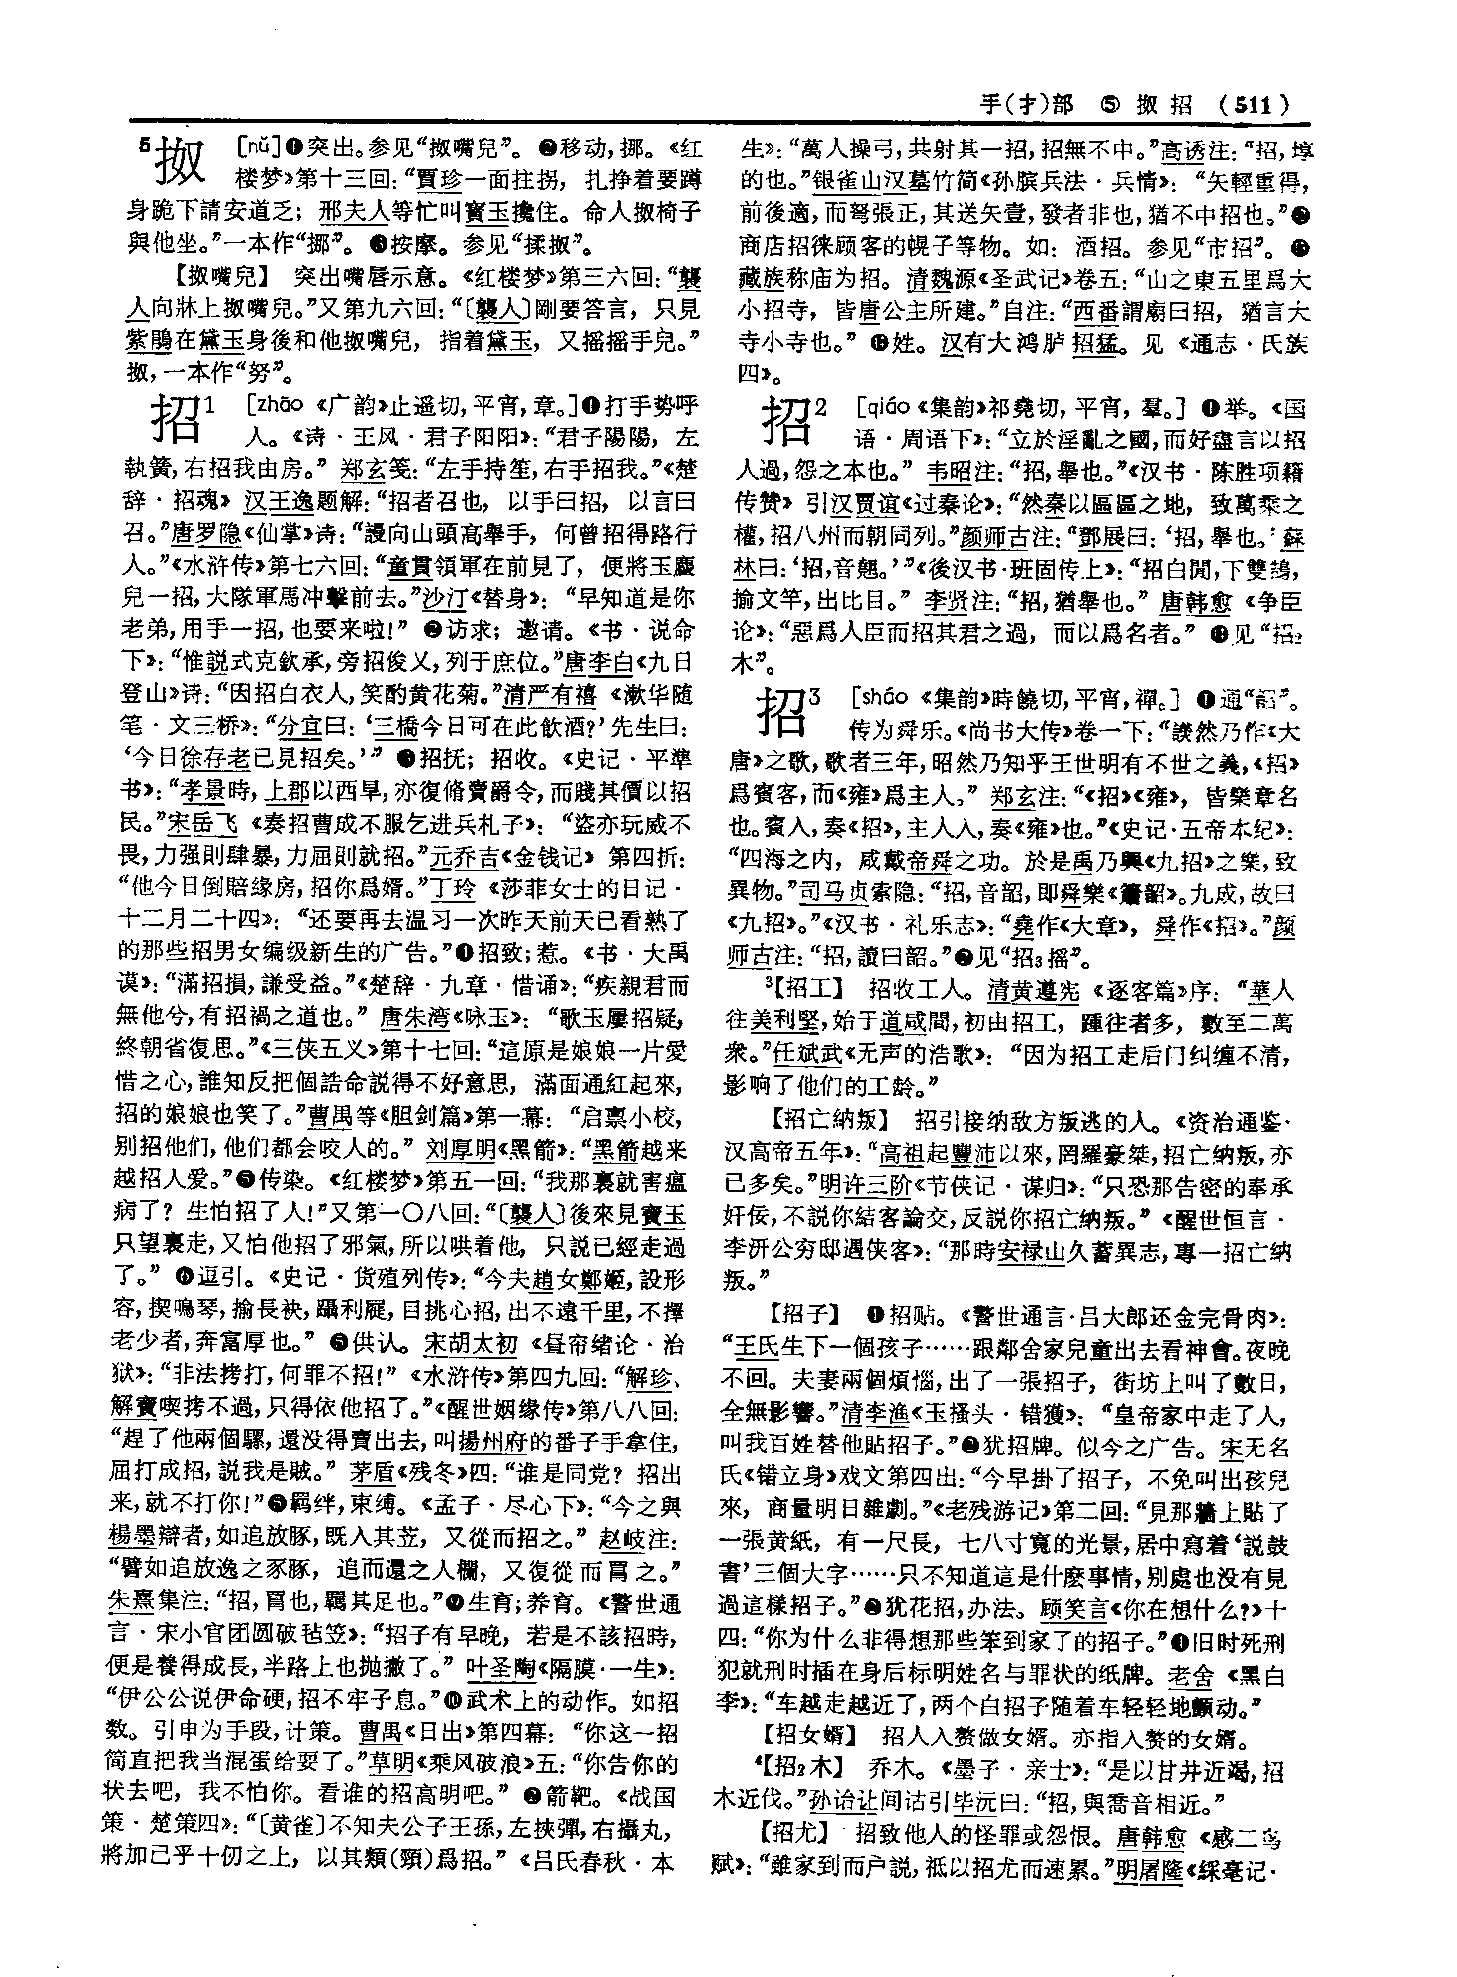 手(扌)部 ⑤ 㧢 招 (511)
5㧢 [nǔ]❶突出。参见“㧢嘴兒”。❷移动,挪。《红
楼梦》第十三回:“賈珍一面拄拐,扎挣着要蹲
身跪下請安道乏;邢夫人等忙叫寳玉攙住。命人㧢椅子
與他坐。”一本作“挪”。❸按摩。参见“揉㧢”。
【㧢嘴兒】 突出嘴唇示意。《红楼梦》第三六回:“襲
人向牀上㧢嘴兒。”又第九六回:“〔襲人〕剛要答言,只見
紫鵑在黛玉身後和他㧢嘴兒,指着黛玉,又摇摇手兒。”
㧢,一本作“努”。
招1 [zhāo 《广韵》止遥切,平宵,章。]❶打手势呼
人。《诗·王风·君子阳阳》:“君子陽陽,左
執簧,右招我由房。”郑玄笺:“左手持笙,右手招我。”《楚
辞·招魂》汉王逸题解:“招者召也,以手曰招,以言曰
召。”唐罗隐《仙掌》诗:“謾向山頭高舉手,何曾招得路行
人。”《水浒传》第七六回:“童貫領軍在前見了,便將玉麈
兒一招,大隊軍馬冲擊前去。”沙汀《替身》:“早知道是你
老弟,用手一招,也要来啦!”❷访求;邀请。《书·说命
下》:“惟説式克欽承,旁招俊乂,列于庶位。”唐李白《九日
登山》诗:“因招白衣人,笑酌黄花菊。”清严有禧《漱华随
笔·文三桥》:“分宜曰:‘三橋今日可在此飲酒?’先生曰:
‘今日徐存老已見招矣。’”❸招抚;招收。《史记·平準
书》:“孝景時,上郡以西旱,亦復脩賣爵令,而賤其價以招
民。”宋岳飞《奏招曹成不服乞进兵札子》:“盜亦玩威不
畏,力强則肆暴,力屈則就招。”元乔吉《金钱记》第四折:
“他今日倒賠缘房,招你爲婿。”丁玲《莎菲女士的日记·
十二月二十四》:“还要再去温习一次昨天前天已看熟了
的那些招男女编级新生的广告。”❹招致;惹。《书·大禹
谟》:“滿招損,謙受益。”《楚辞·九章·惜诵》:“疾親君而
無他兮,有招禍之道也。”唐朱湾《咏玉》:“歌玉屢招疑,
終朝省復思。”《三侠五义》第十七回:“這原是娘娘一片愛
惜之心,誰知反把個誥命説得不好意思,滿面通紅起來,
招的娘娘也笑了。”曹禺等《胆剑篇》第一幕:“启禀小校,
别招他们,他们都会咬人的。”刘厚明《黑箭》:“黑箭越来
越招人爱。”❺传染。《红楼梦》第五一回:“我那裏就害瘟
病了?生怕招了人!”又第一〇八回:“〔襲人〕後來見寳玉
只望裏走,又怕他招了邪氣,所以哄着他,只説已經走過
了。”❻逗引。《史记·货殖列传》:“今夫趙女鄭姬,設形
容,揳鳴琴,揄長袂,躡利屣,目挑心招,出不遠千里,不擇
老少者,奔富厚也。”❼供认。宋胡太初《昼帘绪论·治
狱》:“非法拷打,何罪不招!”《水浒传》第四九回:“解珍、
解寳喫拷不過,只得依他招了。”《醒世姻缘传》第八八回:
“趕了他兩個騾,還没得賣出去,叫揚州府的番子手拿住,
屈打成招,説我是賊。”茅盾《残冬》四:“谁是同党?招出
来,就不打你!”❽羁绊,束缚。《孟子·尽心下》:“今之與
楊墨辯者,如追放豚,既入其苙,又從而招之。”赵岐注:
“譬如追放逸之豕豚,追而還之入欄,又復從而罥之。”
朱熹集注:“招,罥也,羈其足也。”❾生育;养育。《警世通
言·宋小官团圆破毡笠》:“招子有早晚,若是不該招時,
便是養得成長,半路上也抛撇了。”叶圣陶《隔膜·一生》:
“伊公公说伊命硬,招不牢子息。”❿武术上的动作。如招
数。引申为手段,计策。曹禺《日出》第四幕:“你这一招
简直把我当混蛋给耍了。”草明《乘风破浪》五:“你告你的
状去吧,我不怕你。看谁的招高明吧。”⓫箭靶。《战国
策·楚策四》:“〔黄雀〕不知夫公子王孫,左挾彈,右攝丸,
將加己乎十仞之上,以其類(頸)爲招。”《吕氏春秋·本
生》:“萬人操弓,共射其一招,招無不中。”高诱注:“招,埻
的也。”银雀山汉墓竹简《孙膑兵法·兵情》:“矢輕重得,
前後適,而弩張正,其送矢壹,發者非也,猶不中招也。”⓬
商店招徕顾客的幌子等物。如:酒招。参见“市招”。⓭
藏族称庙为招。清魏源《圣武记》卷五:“山之東五里爲大
小招寺,皆唐公主所建。”自注:“西番謂廟曰招,猶言大
寺小寺也。”⓮姓。汉有大鸿胪招猛。见《通志·氏族
四》。
招2 [qiáo《集韵》祁堯切,平宵,羣。]❶举。《国
语·周语下》:“立於淫亂之國,而好盡言以招
人過,怨之本也。”韦昭注:“招,舉也。”《汉书·陈胜项籍
传赞》引汉贾谊《过秦论》:“然秦以區區之地,致萬乘之
權,招八州而朝同列。”颜师古注:“鄧展曰:‘招,舉也。’蘇
林曰:‘招,音翹。’”《後汉书·班固传上》:“招白閒,下雙鵠,
揄文竿,出比目。”李贤注:“招,猶舉也。”唐韩愈《争臣
论》:“惡爲人臣而招其君之過,而以爲名者。”❷见“招2
木”。
招3 [sháo《集韵》時饒切,平宵,禪。]❶通“韶”。
传为舜乐。《尚书大传》卷一下:“謖然乃作《大
唐》之歌,歌者三年,昭然乃知乎王世明有不世之義,《招》
爲賓客,而《雍》爲主人。”郑玄注:“《招》《雍》,皆樂章名
也。賓入,奏《招》,主人入,奏《雍》也。”《史记·五帝本纪》:
“四海之内,咸戴帝舜之功。於是禹乃興《九招》之樂,致
異物。”司马贞索隐:“招,音韶,即舜樂《簫韶》。九成,故曰
《九招》。”《汉书·礼乐志》:“堯作《大章》,舜作《招》。”颜
师古注:“招,讀曰韶。”❷见“招3摇”。
3【招工】 招收工人。清黄遵宪《逐客篇》序:“華人
往美利堅,始于道咸間,初由招工,踵往者多,數至二萬
衆。”任斌武《无声的浩歌》:“因为招工走后门纠缠不清,
影响了他们的工龄。”
【招亡納叛】 招引接纳敌方叛逃的人。《资治通鉴·
汉高帝五年》:“高祖起豐沛以來,罔羅豪桀,招亡納叛,亦
已多矣。”明许三阶《节侠记·谋归》:“只恐那告密的奉承
奸佞,不説你結客論交,反説你招亡納叛。”《醒世恒言·
李汧公穷邸遇侠客》:“那時安禄山久蓄異志,專一招亡納
叛。”
【招子】 ❶招贴。《警世通言·吕大郎还金完骨肉》:
“王氏生下一個孩子……跟鄰舍家兒童出去看神會。夜晚
不回。夫妻兩個煩惱,出了一張招子,街坊上叫了數日,
全無影響。”清李渔《玉搔头·错獲》:“皇帝家中走了人,
叫我百姓替他貼招子。”❷犹招牌。似今之广告。宋无名
氏《错立身》戏文第四出:“今早掛了招子,不免叫出孩兒
來,商量明日雜劇。”《老残游记》第二回:“見那牆上貼了
一張黄紙,有一尺長,七八寸寬的光景,居中寫着‘説鼓
書’三個大字……只不知道這是什麽事情,别處也没有見
過這樣招子。”❸犹花招,办法。顾笑言《你在想什么?》十
四:“你为什么非得想那些笨到家了的招子。”❹旧时死刑
犯就刑时插在身后标明姓名与罪状的纸牌。老舍《黑白
李》:“车越走越近了,两个白招子随着车轻轻地颤动。”
【招女婿】 招人入赘做女婿。亦指入赘的女婿。
4【招2木】 乔木。《墨子·亲士》:“是以甘井近竭,招
木近伐。”孙诒让间诂引毕沅曰:“招,與喬音相近。”
【招尤】 招致他人的怪罪或怨恨。唐韩愈《感二鸟
赋》:“雖家到而户説,祇以招尤而速累。”明屠隆《綵毫记·